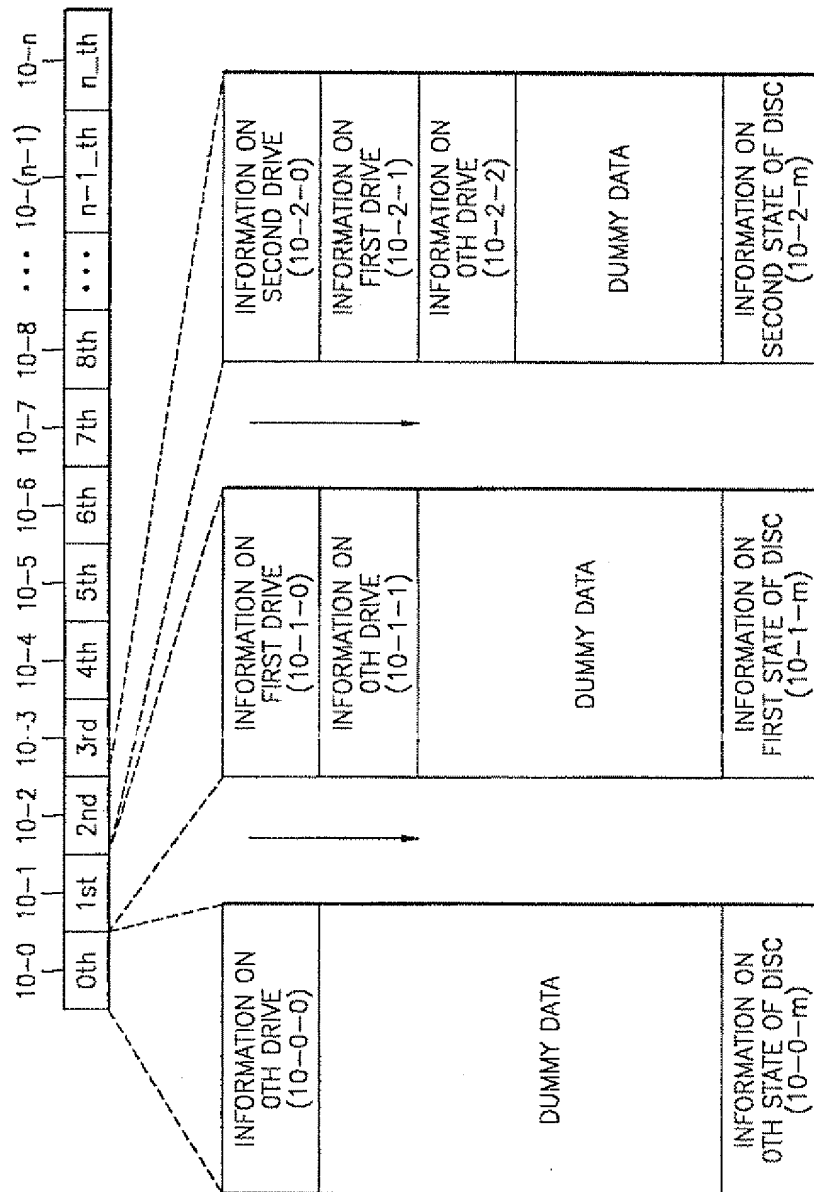 10-0
10-1
10-2
10-3
10-4
10-5
10-6
10-7
10-8
•••
10-(n-1)
10-n
0th
1st
2nd
3rd
4th
5th
6th
7th
8th
•••
n-1_th
n_th
INFORMATION ON
0TH DRIVE
(10-0-0)
DUMMY DATA
INFORMATION ON
0TH STATE OF DISC
(10-0-m)
INFORMATION ON
FIRST DRIVE
(10-1-0)
INFORMATION ON
0TH DRIVE
(10-1-1)
DUMMY DATA
INFORMATION ON
FIRST STATE OF DISC
(10-1-m)
INFORMATION ON
SECOND DRIVE
(10-2-0)
INFORMATION ON
FIRST DRIVE
(10-2-1)
INFORMATION ON
0TH DRIVE
(10-2-2)
DUMMY DATA
INFORMATION ON
SECOND STATE OF DISC
(10-2-m)